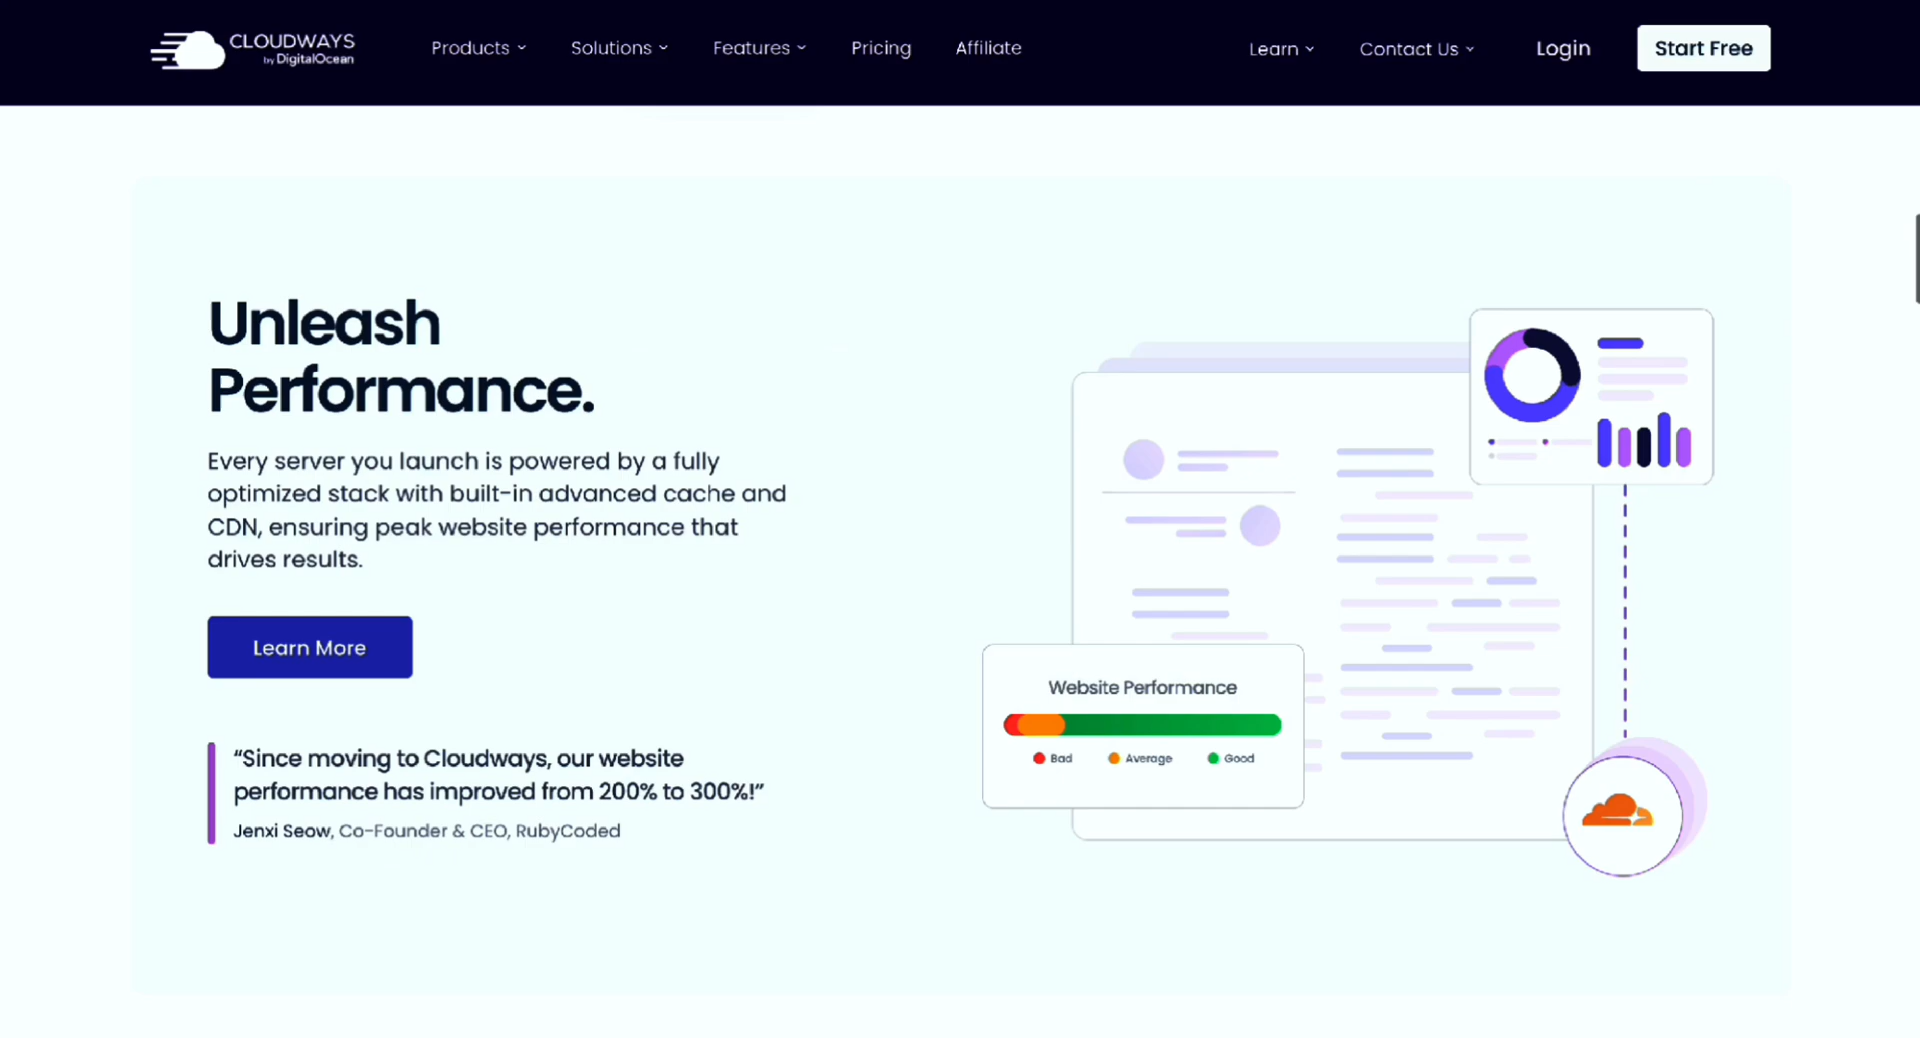 CLOUDWAYS
by DigitalOcean
Products
Solutions
Features
Pricing
Affiliate
Learn
Contact Us
Login
Start Free
Unleash
Performance.
Every server you launch is powered by a fully
optimized stack with built-in advanced cache and
CDN, ensuring peak website performance that
drives results.
Learn More
“Since moving to Cloudways, our website
performance has improved from 200% to 300%!”
Jenxi Seow, Co-Founder & CEO, RubyCoded
Website Performance
Bad
Average
Good